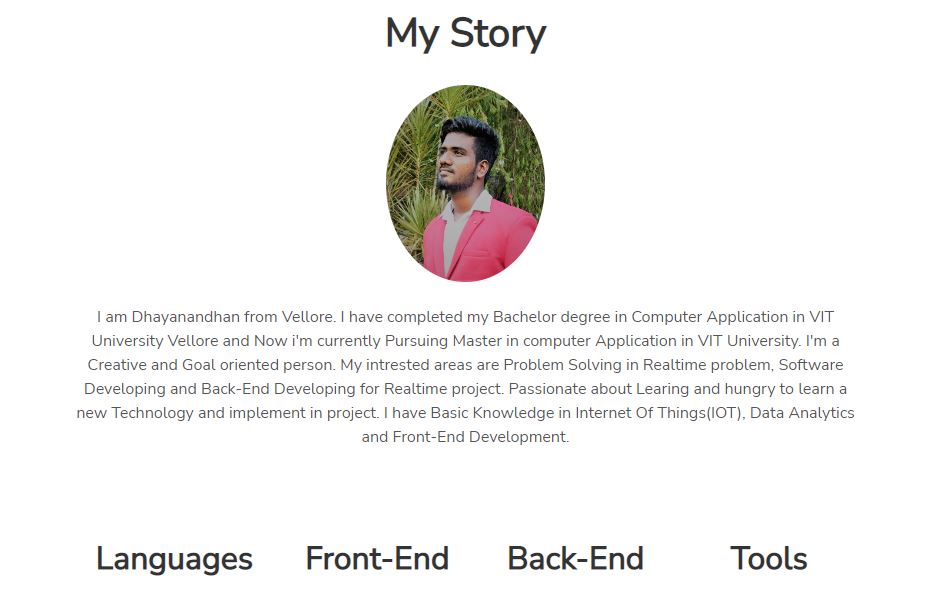 My Story
I am Dhayanandhan from Vellore. I have completed my Bachelor degree in Computer Application in VIT
University Vellore and Now i'm currently Pursuing Master in computer Application in VIT University. I'm a
Creative and Goal oriented person. My intrested areas are Problem Solving in Realtime problem, Software
Developing and Back-End Developing for Realtime project. Passionate about Learing and hungry to learn a
new Technology and implement in project. I have Basic Knowledge in Internet Of Things(IOT), Data Analytics
and Front-End Development.
Languages Front-End Back-End Tools